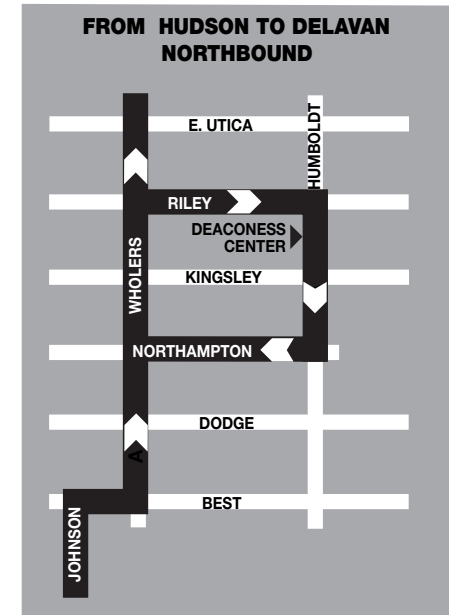 FROM HUDSON TO DELAVAN
NORTHBOUND
E. UTICA
HUMBOLDT
RILEY
DEACONESS
CENTER
WHOLERS
KINGSLEY
NORTHAMPTON
DODGE
A
BEST
JOHNSON